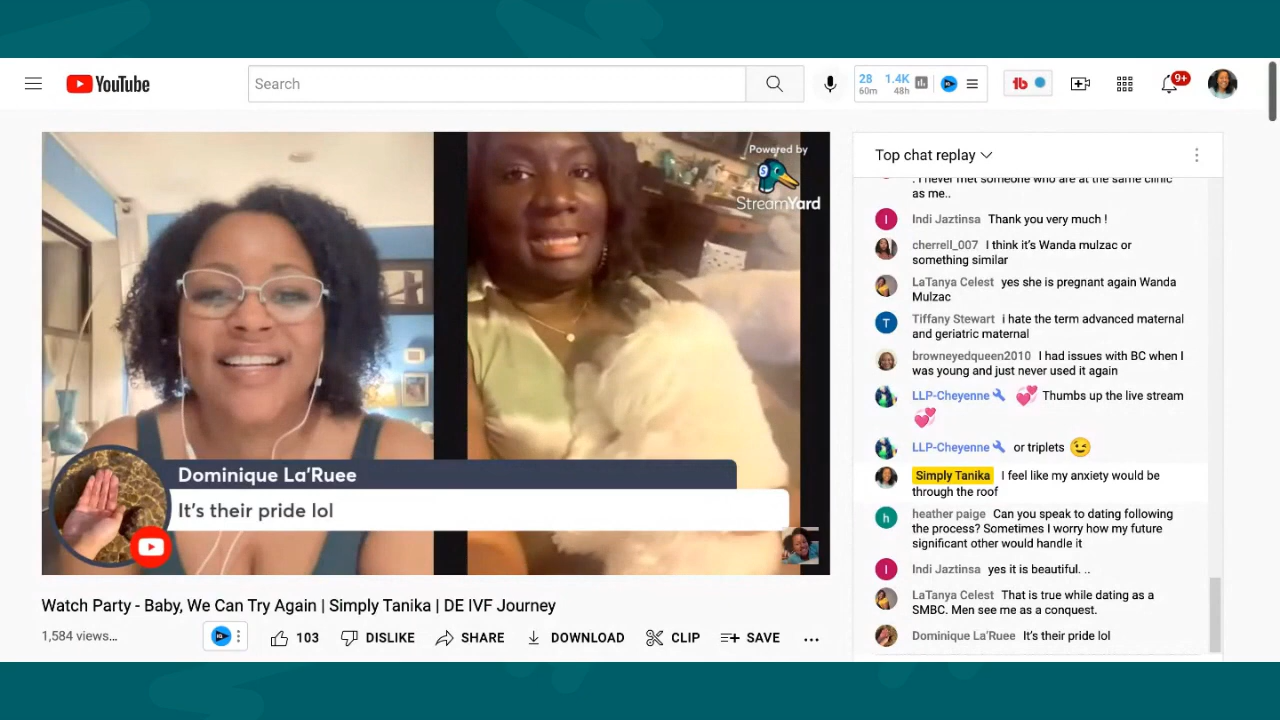 YouTube
Search
28
60m
1.4K
48h
9+
Powered by
StreamYard
Dominique La'Ruee
It's their pride lol
Watch Party - Baby, We Can Try Again | Simply Tanika | DE IVF Journey
1,584 views...
103
DISLIKE
SHARE
DOWNLOAD
CLIP
SAVE
Top chat replay
. I never met someone who are at the same clinic
as me..
Indi Jaztinsa Thank you very much !
cherrell_007 I think it's Wanda mulzac or
something similar
LaTanya Celest yes she is pregnant again Wanda
Mulzac
Tiffany Stewart i hate the term advanced maternal
and geriatric maternal
browneyedqueen2010 I had issues with BC when I
was young and just never used it again
LLP-Cheyenne 💞 Thumbs up the live stream
💞
LLP-Cheyenne or triplets 😉
Simply Tanika I feel like my anxiety would be
through the roof
heather paige Can you speak to dating following
the process? Sometimes I worry how my future
significant other would handle it
Indi Jaztinsa yes it is beautiful. ..
LaTanya Celest That is true while dating as a
SMBC. Men see me as a conquest.
Dominique La'Ruee It's their pride lol